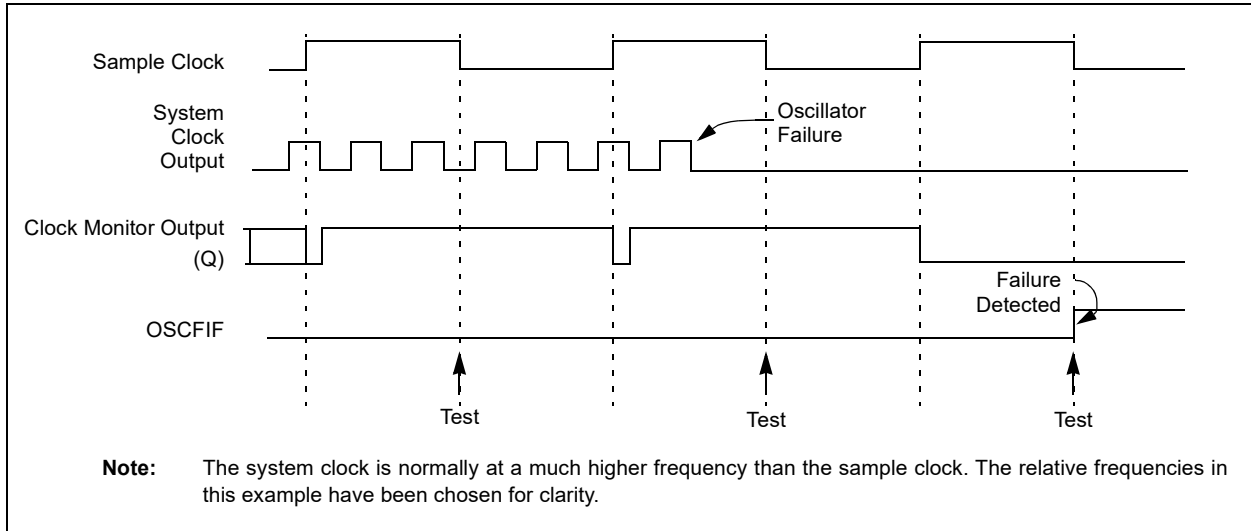 Sample Clock
System
Clock
Output
Oscillator
Failure
Clock Monitor Output
(Q)
Failure
Detected
OSCFIF
Test
Test
Test
Note: The system clock is normally at a much higher frequency than the sample clock. The relative frequencies in
this example have been chosen for clarity.